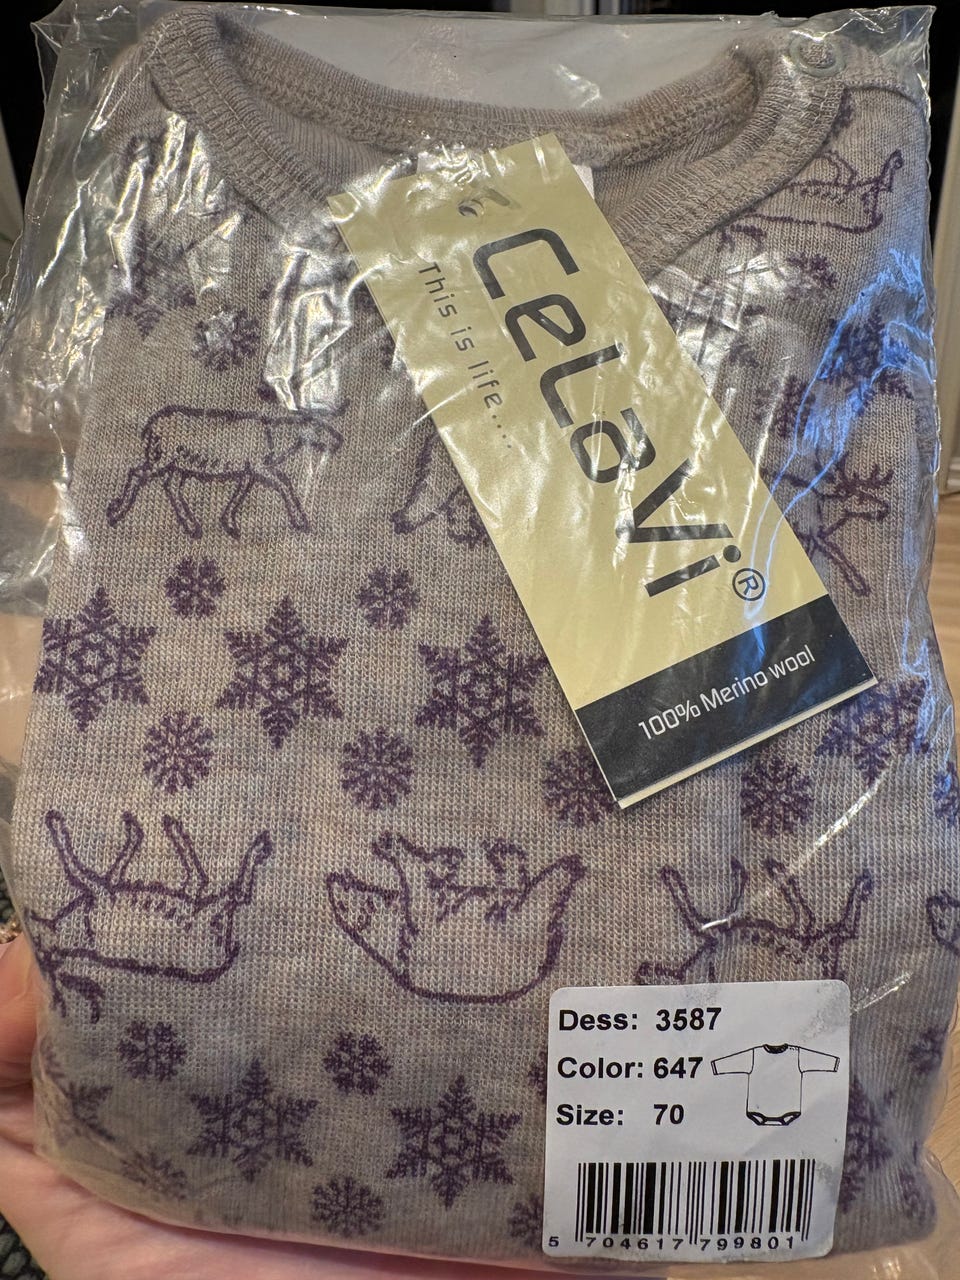 CeLaVi®
This is life....
100% Merino wool
Dess: 3587
Color: 647
Size: 70
5 704617 799801